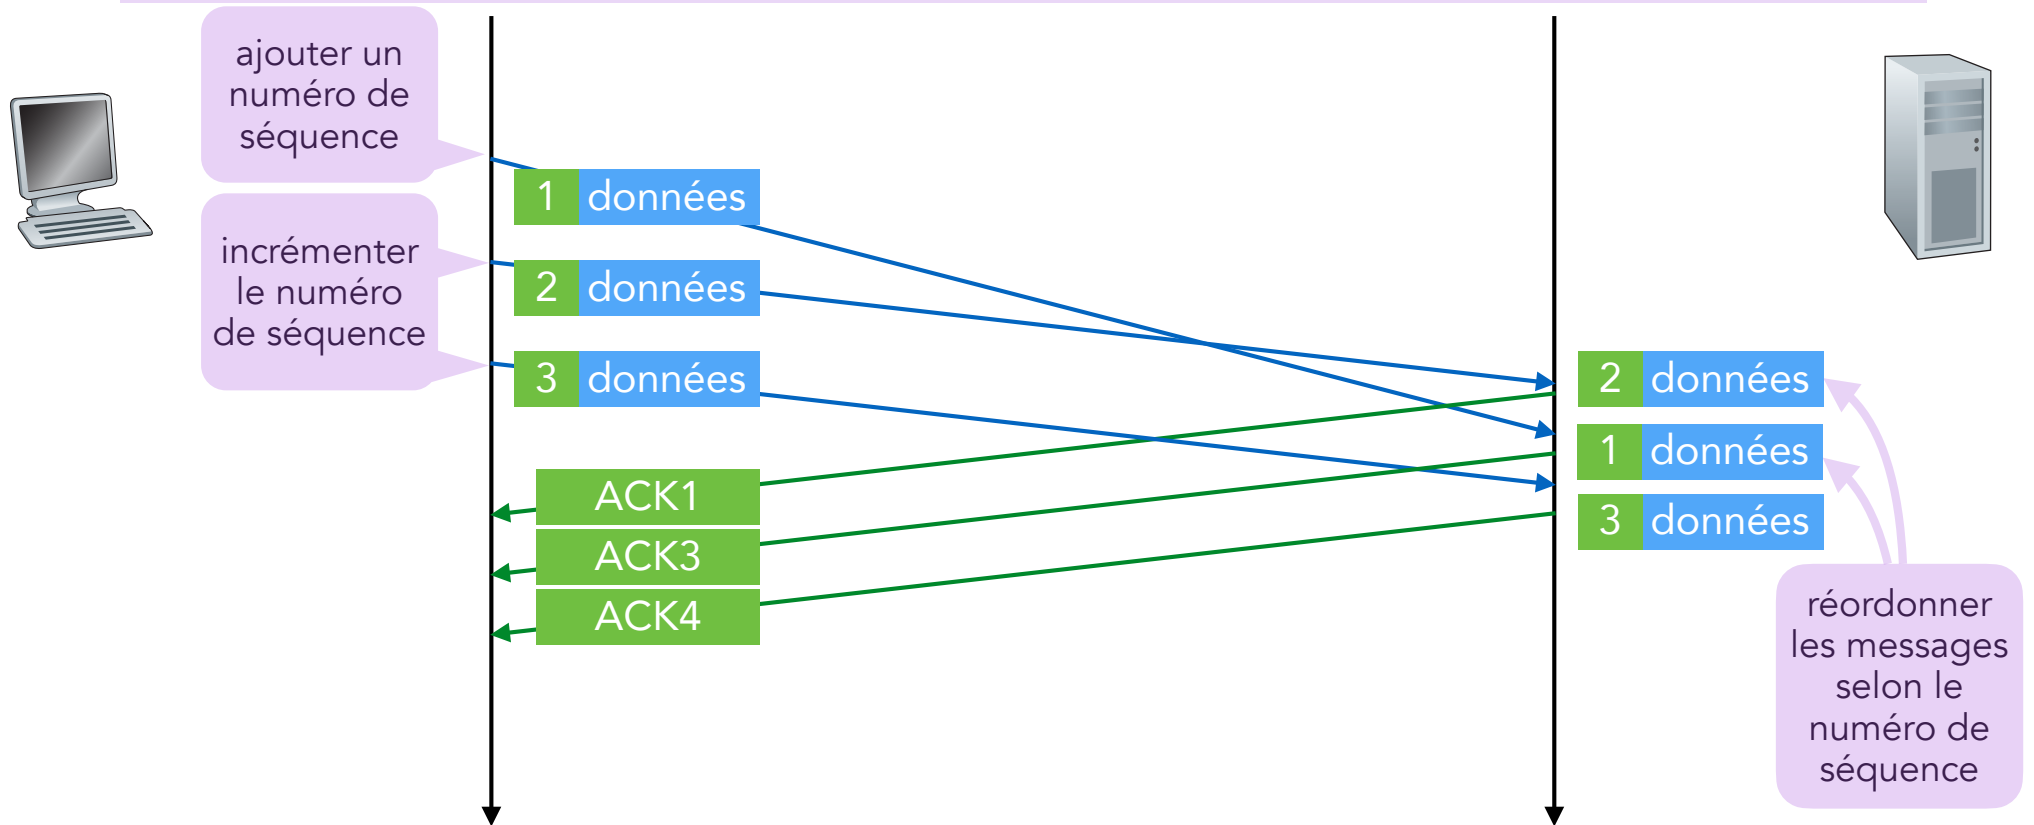 ajouter un
numéro de
séquence
incrémenter
le numéro
de séquence
1 données
2 données
3 données
ACK1
ACK3
ACK4
2 données
1 données
3 données
réordonner
les messages
selon le
numéro de
séquence